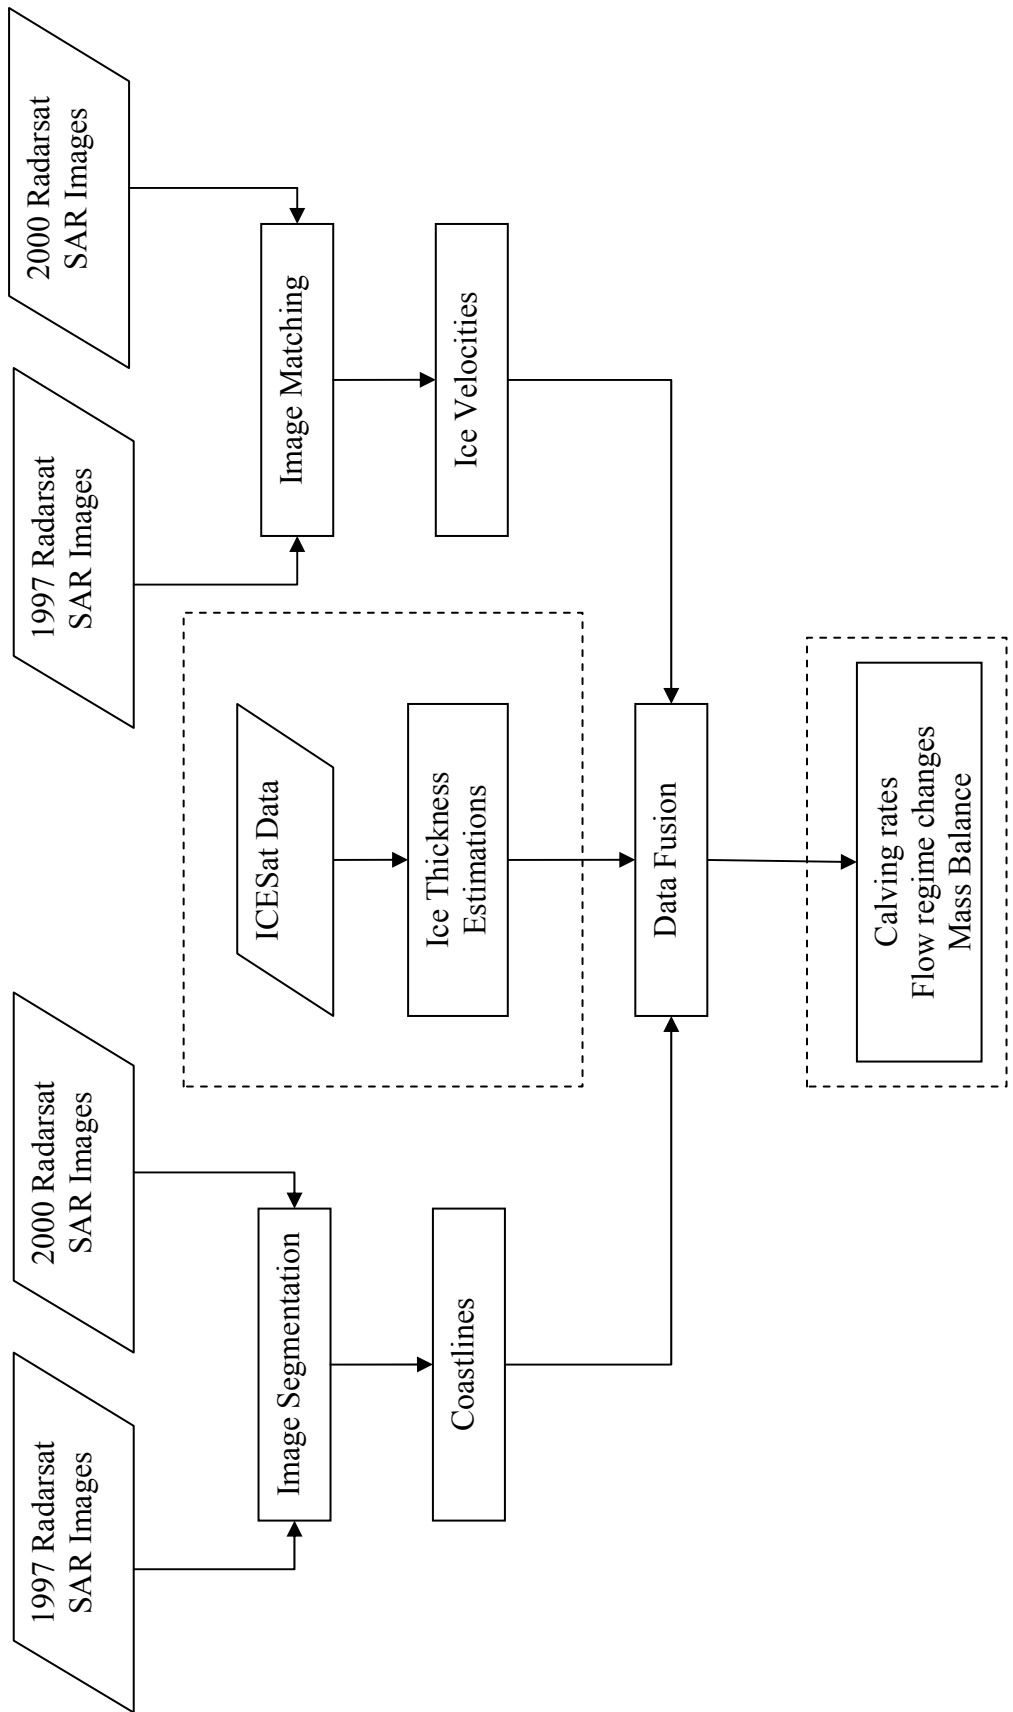 1997 Radarsat
SAR Images
2000 Radarsat
SAR Images
1997 Radarsat
SAR Images
2000 Radarsat
SAR Images
ICESat Data
Image Segmentation
Image Matching
Ice Thickness
Estimations
Coastlines
Ice Velocities
Data Fusion
Calving rates
Flow regime changes
Mass Balance